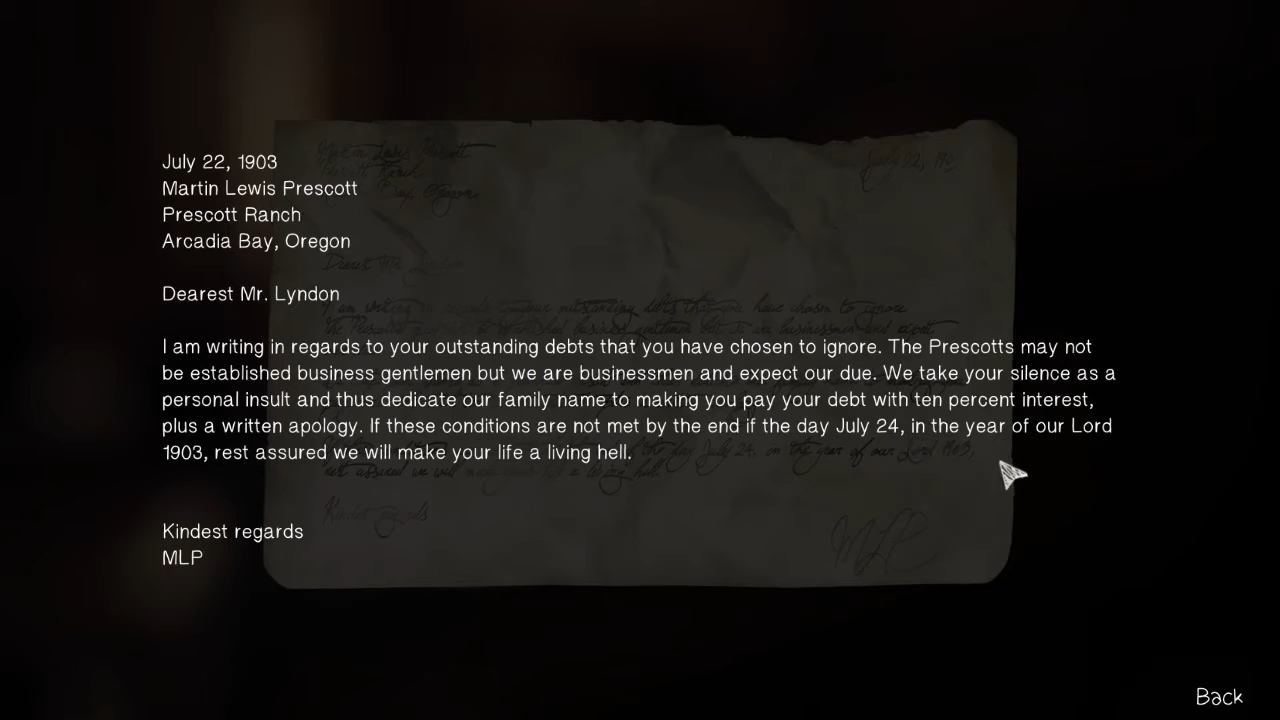 July 22, 1903
Martin Lewis Prescott
Prescott Ranch
Arcadia Bay, Oregon
Dearest Mr. Lyndon
I am writing in regards to your outstanding debts that you have chosen to ignore. The Prescotts may not
be established business gentlemen but we are businessmen and expect our due. We take your silence as a
personal insult and thus dedicate our family name to making you pay your debt with ten percent interest,
plus a written apology. If these conditions are not met by the end if the day July 24, in the year of our Lord
1903, rest assured we will make your life a living hell.
Kindest regards
MLP
Back